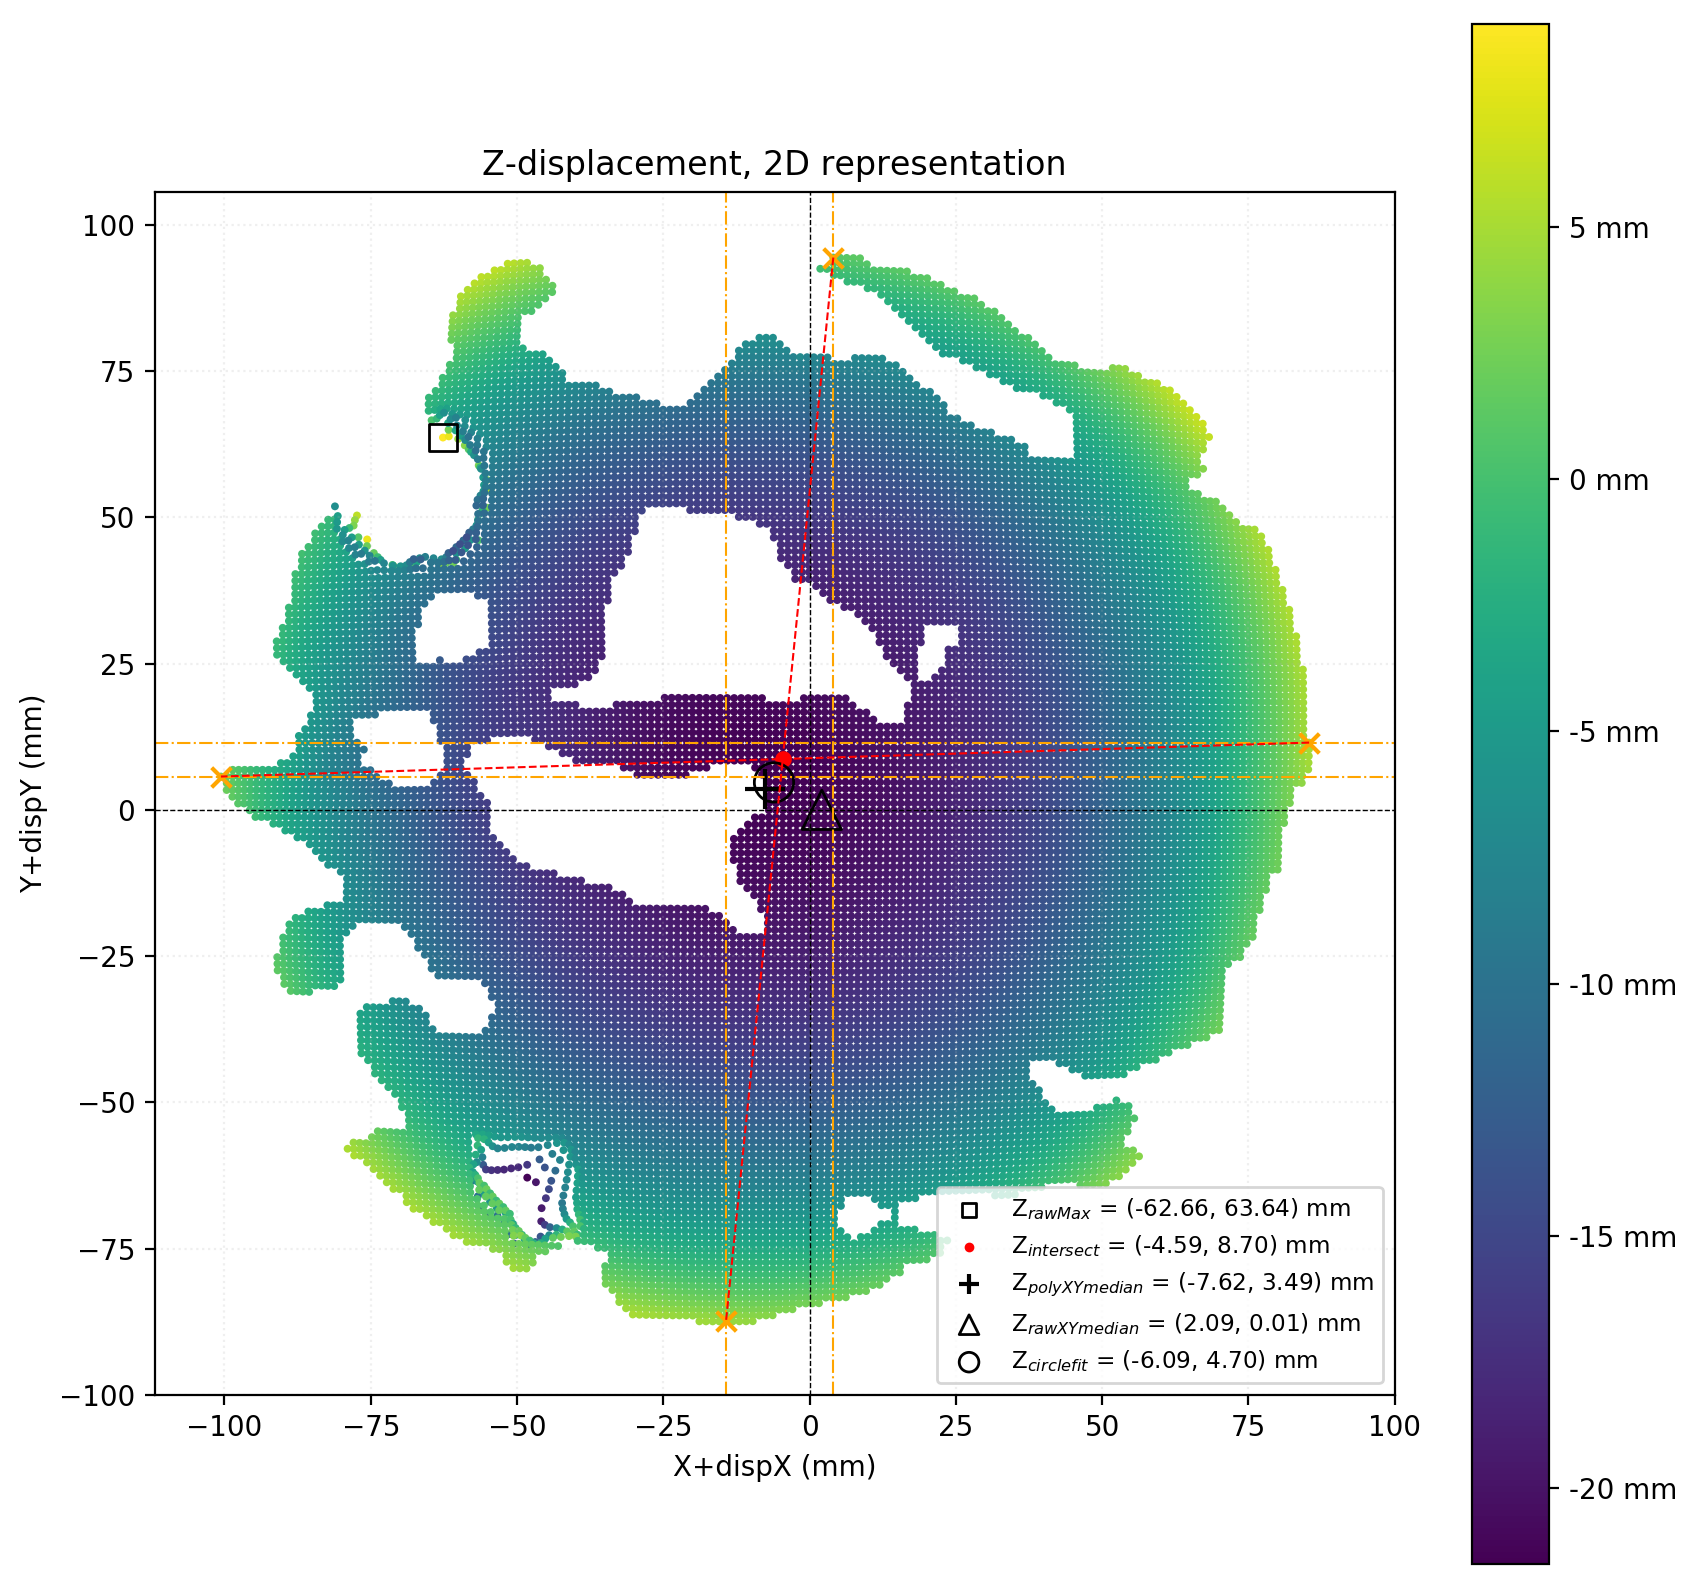 Z-displacement, 2D representation
100
75
50
25
0
−25
−50
−75
−100
Y+dispY (mm)
−100
−75
−50
−25
0
25
50
75
100
X+dispX (mm)
Z_rawMax = (-62.66, 63.64) mm
Z_intersect = (-4.59, 8.70) mm
Z_polyXYmedian = (-7.62, 3.49) mm
Z_rawXYmedian = (2.09, 0.01) mm
Z_circlefit = (-6.09, 4.70) mm
5 mm
0 mm
-5 mm
-10 mm
-15 mm
-20 mm